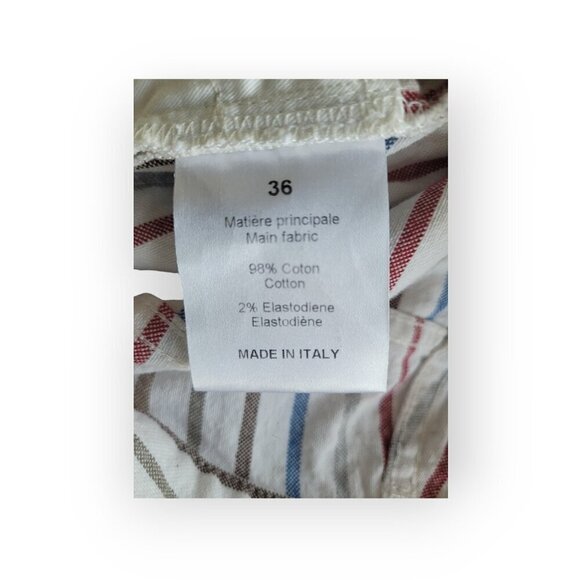 36
Matière principale
Main fabric
98% Coton
Cotton
2% Elastodiene
Elastodiène
MADE IN ITALY